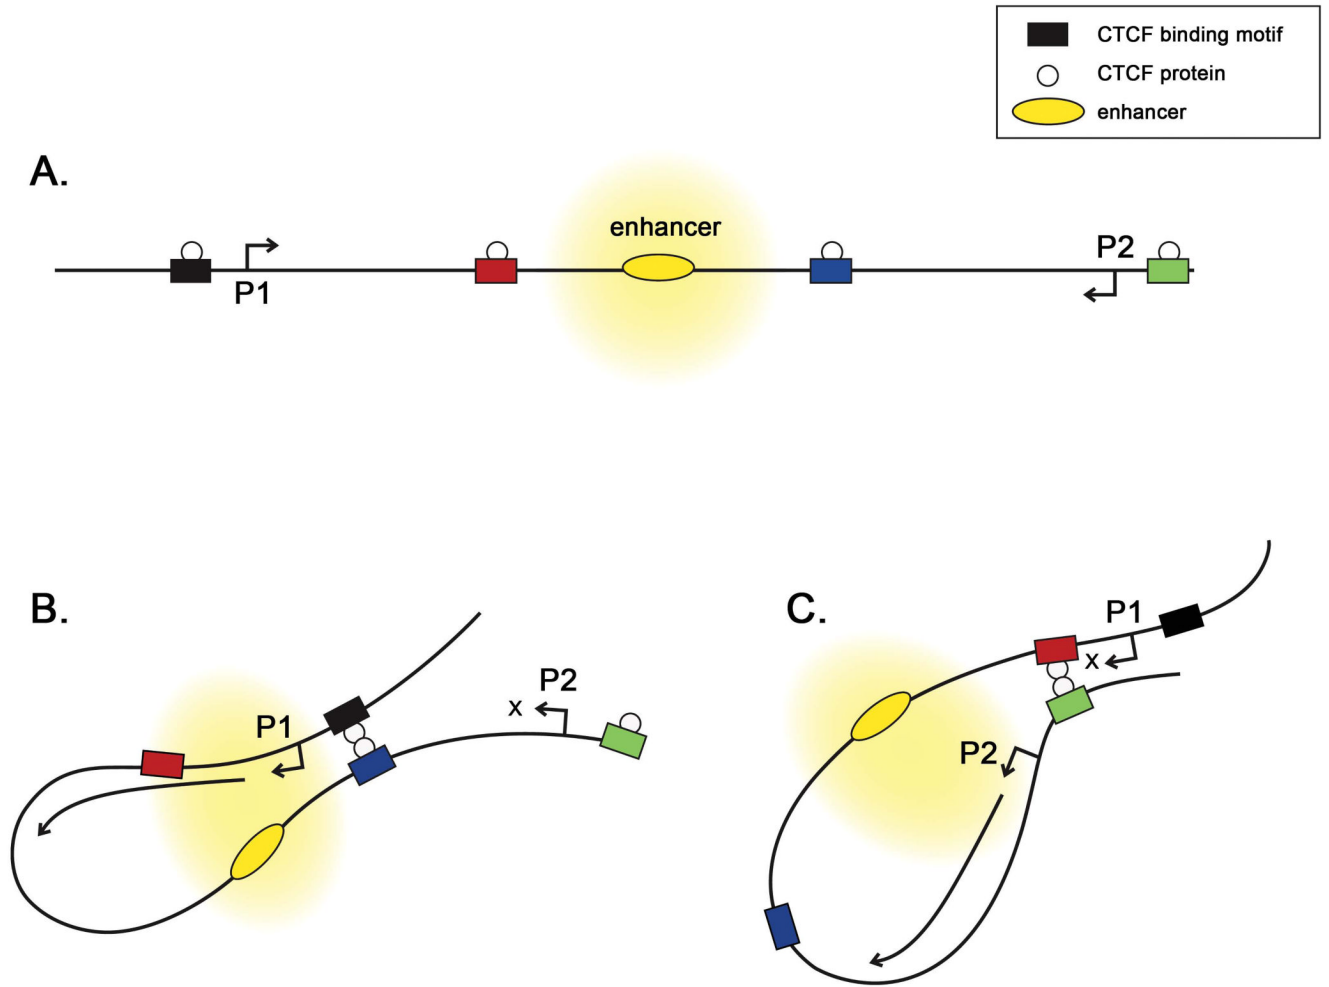 CTCF binding motif
CTCF protein
enhancer
A.
enhancer
P1
P2
B.
P1
x
P2
C.
P1
x
P2